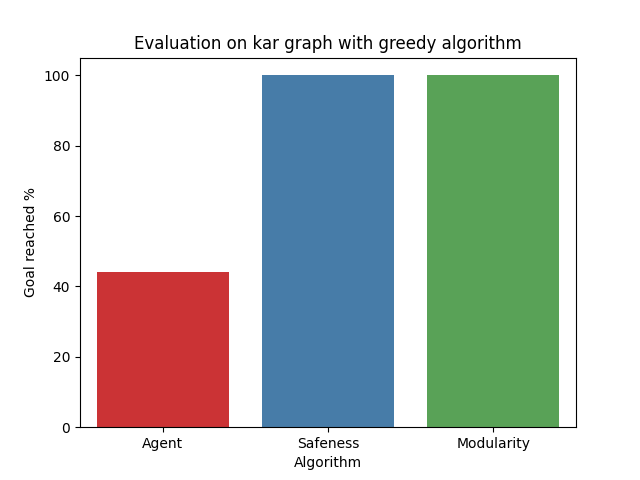 Evaluation on kar graph with greedy algorithm
100
80
60
40
20
0
Goal reached %
Agent
Safeness
Modularity
Algorithm